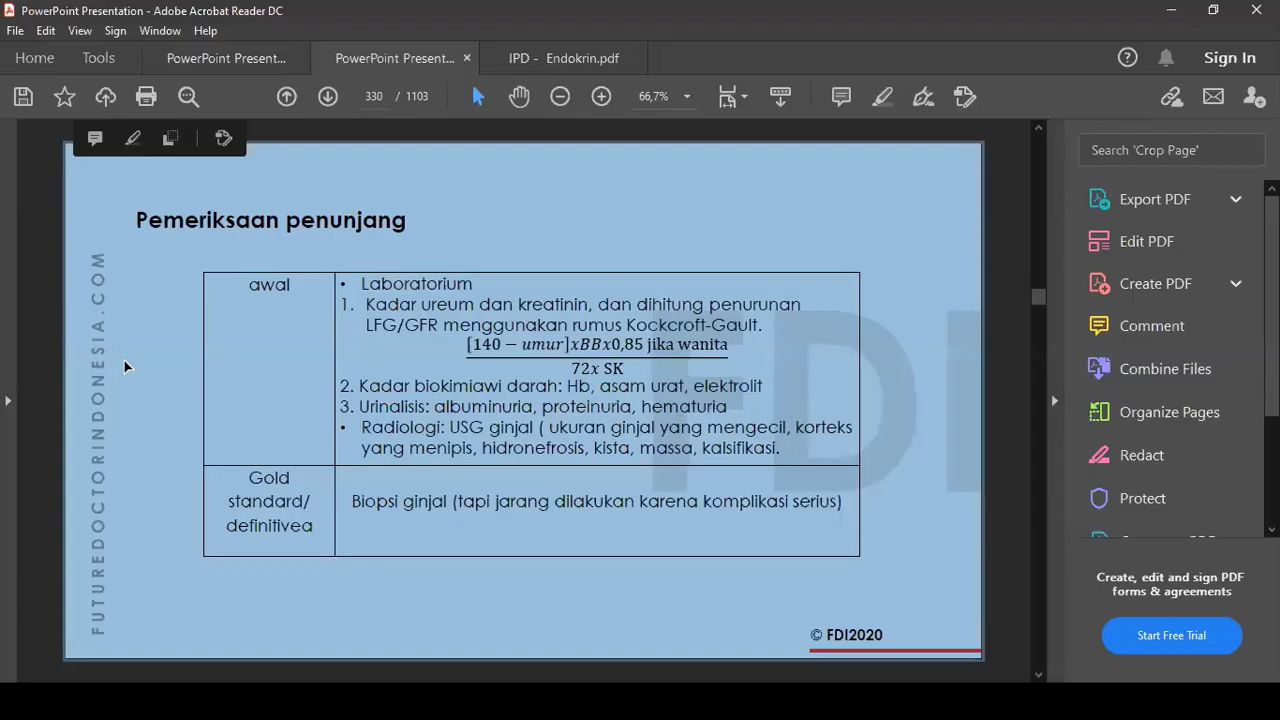 PowerPoint Presentation - Adobe Acrobat Reader DC
File Edit View Sign Window Help
Home Tools PowerPoint Present... PowerPoint Present... × IPD - Endokrin.pdf Sign In
330 / 1103 66,7%
Search 'Crop Page'
Export PDF
Edit PDF
Create PDF
Comment
Combine Files
Organize Pages
Redact
Protect
Create, edit and sign PDF
forms & agreements
Start Free Trial
FUTUREDOCTORINDONESIA.COM
FDI
Pemeriksaan penunjang
awal
• Laboratorium
1. Kadar ureum dan kreatinin, dan dihitung penurunan
LFG/GFR menggunakan rumus Kockcroft-Gault.
[140 − umur]xBBx0,85 jika wanita
72x SK
2. Kadar biokimiawi darah: Hb, asam urat, elektrolit
3. Urinalisis: albuminuria, proteinuria, hematuria
• Radiologi: USG ginjal ( ukuran ginjal yang mengecil, korteks
yang menipis, hidronefrosis, kista, massa, kalsifikasi.
Gold
standard/
definitivea
Biopsi ginjal (tapi jarang dilakukan karena komplikasi serius)
© FDI2020